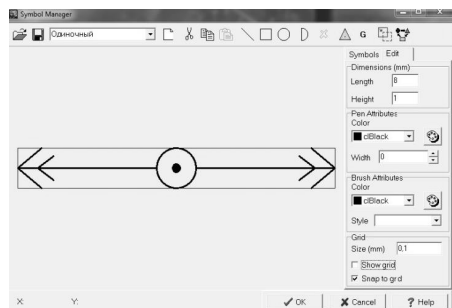 Symbol Manager
Одиночный
G
Symbols Edit
Dimensions (mm)
Length 8
Height 1
Pen Attributes
Color
clBlack
Width 0
Brush Attributes
Color
clBlack
Style
Grid
Size (mm) 0,1
Show grid
Snap to grid
X: Y:
OK Cancel ? Help